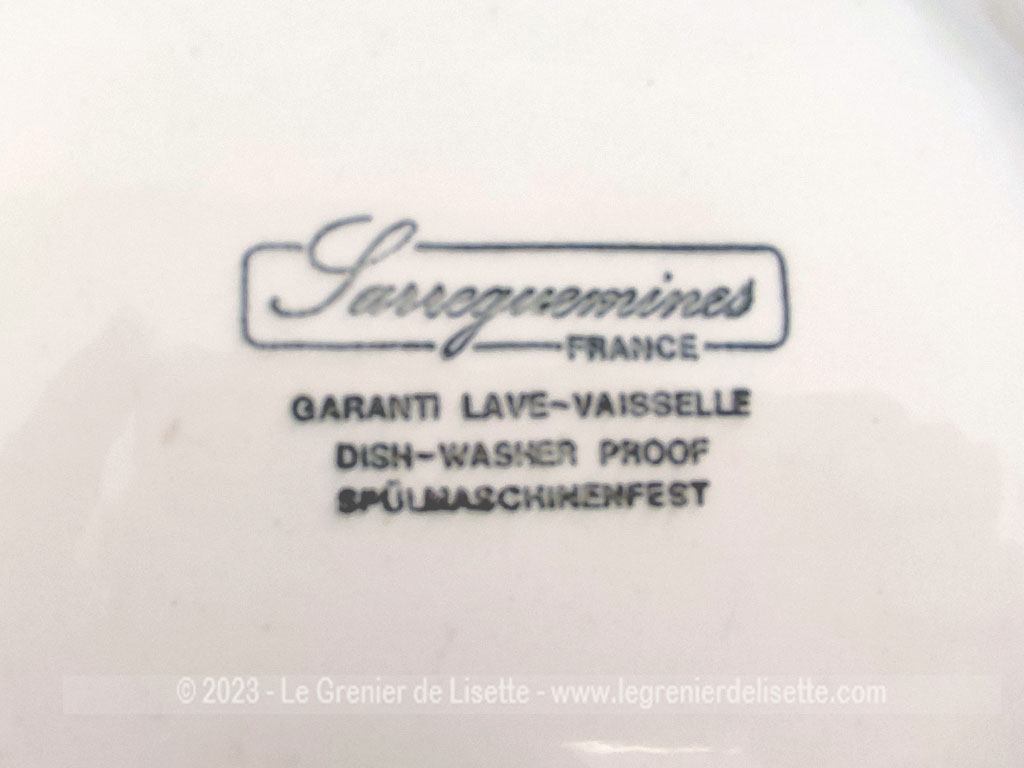 Sarreguemines
FRANCE
GARANTI LAVE-VAISSELLE
DISH-WASHER PROOF
SPÜLMASCHINENFEST
© 2023 - Le Grenier de Lisette - www.legrenierdelisette.com